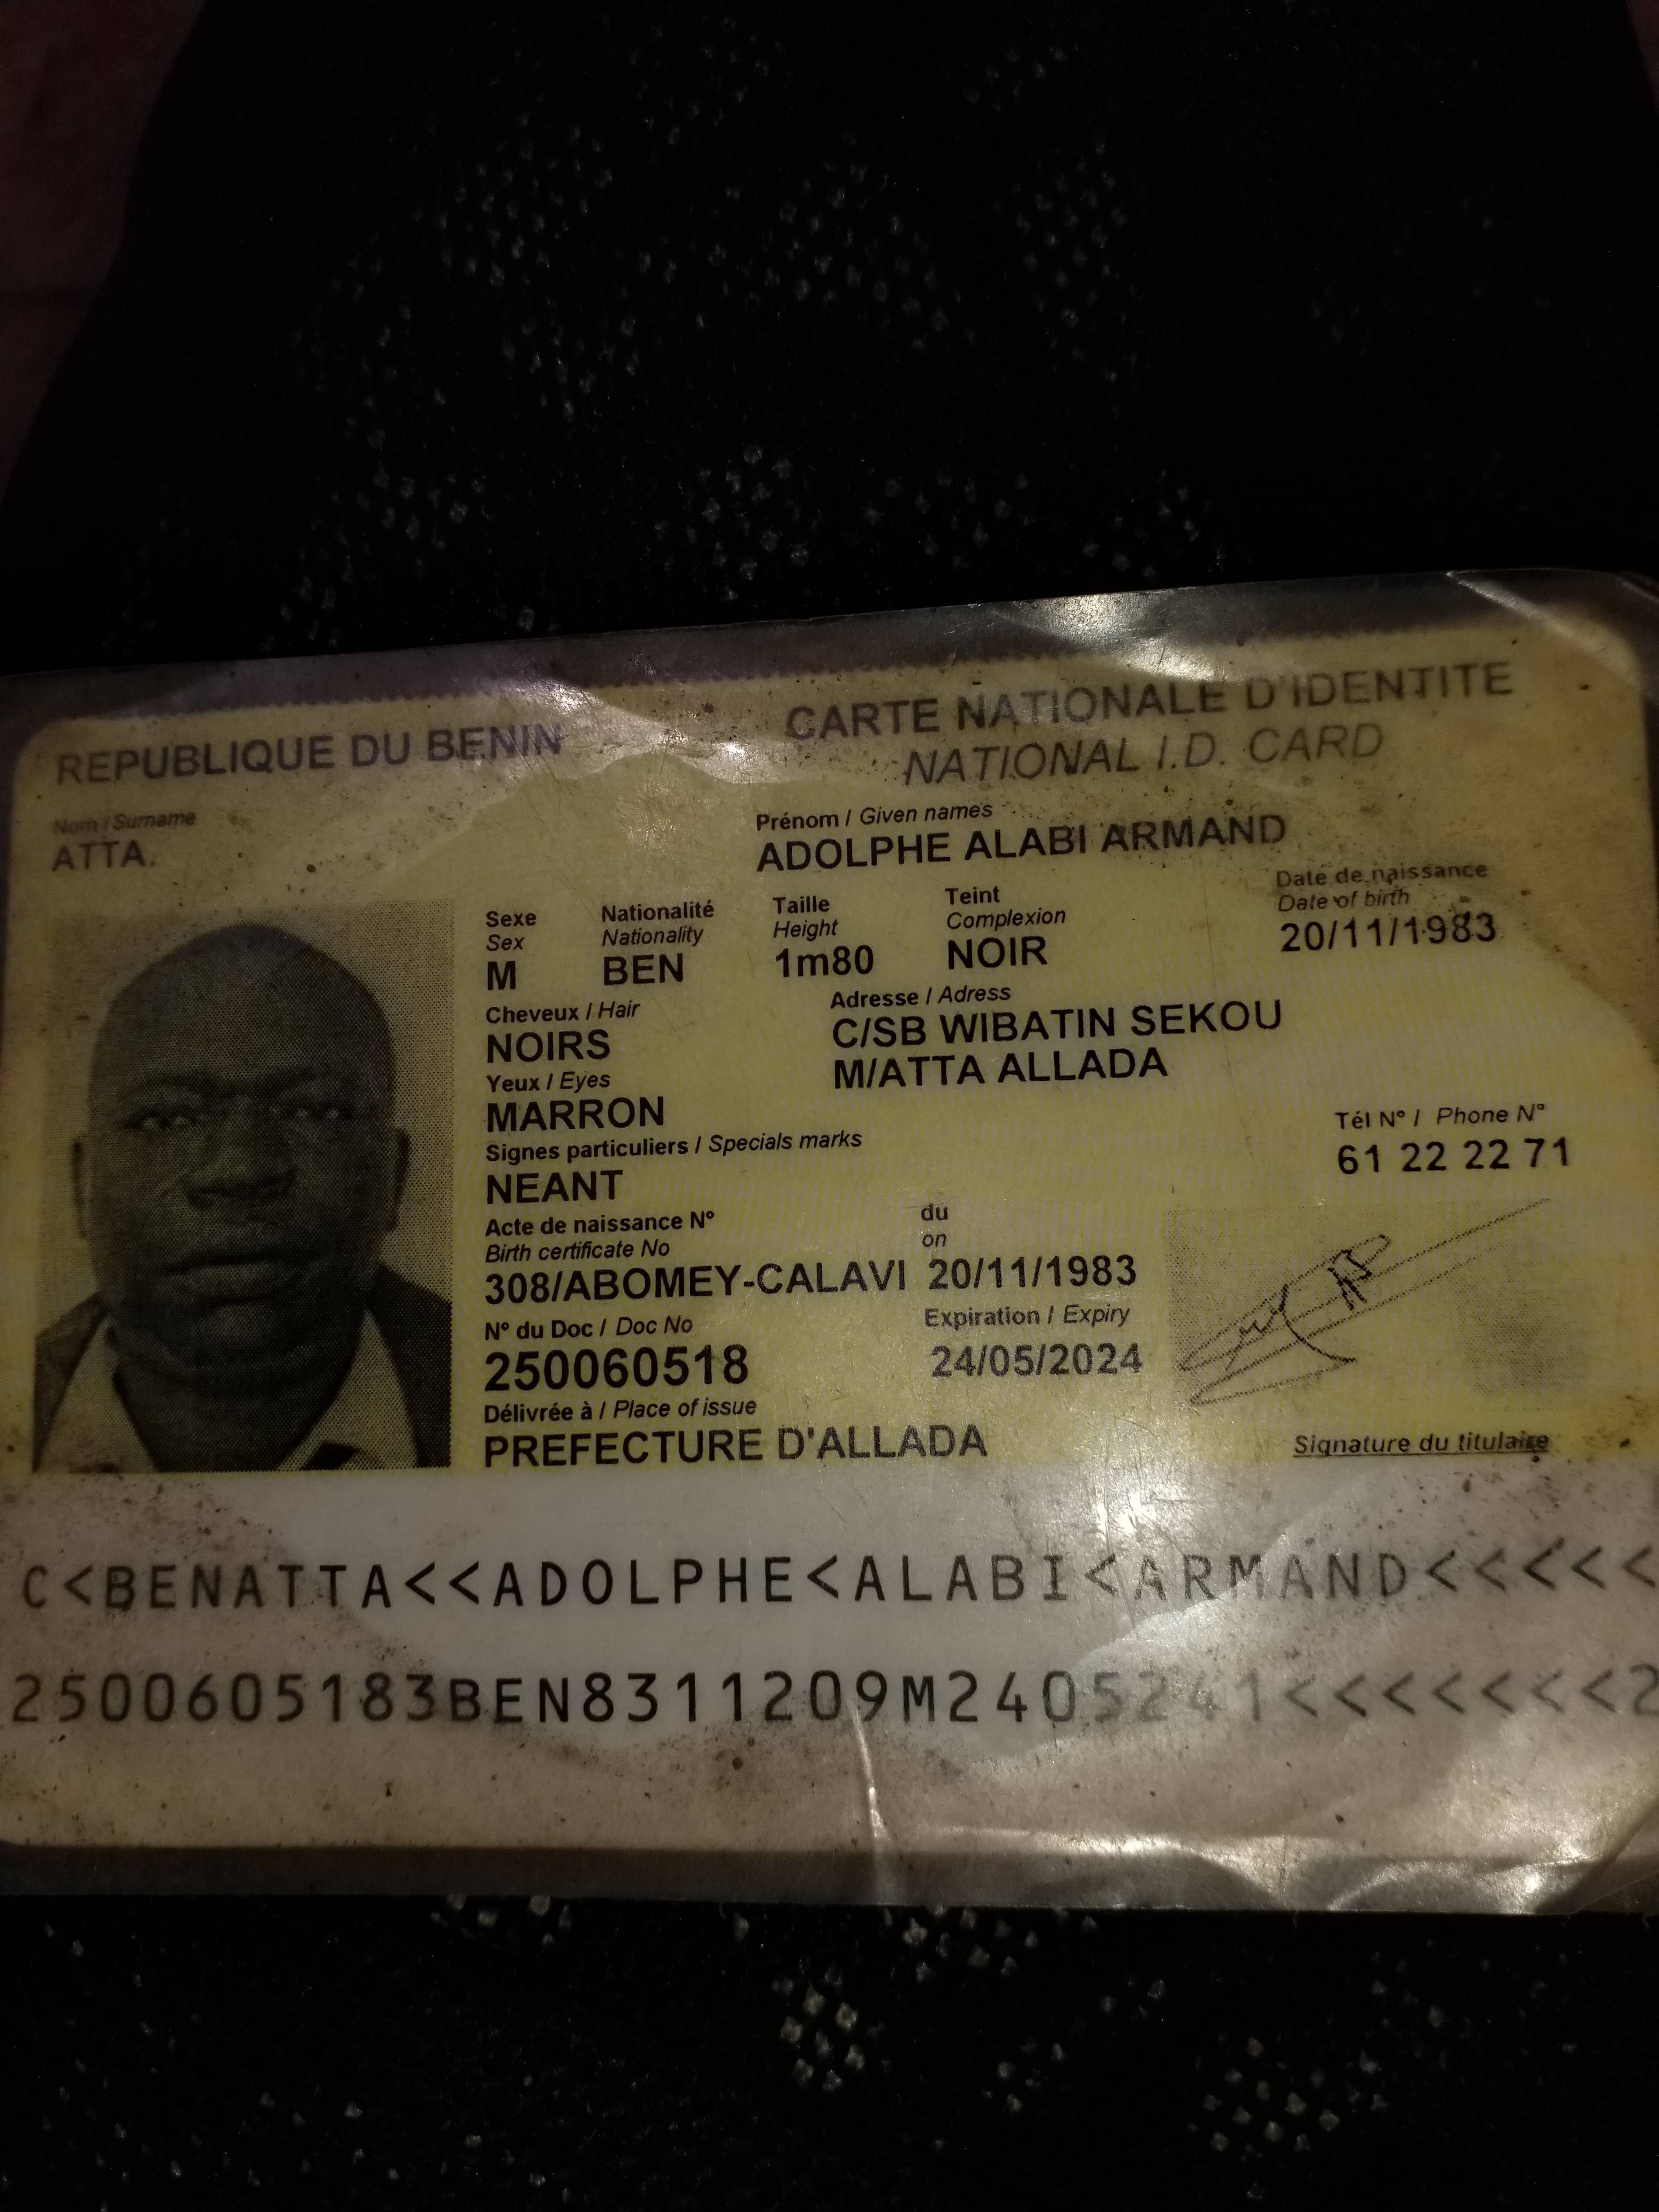 REPUBLIQUE DU BENIN
CARTE NATIONALE D'IDENTITE
NATIONAL I.D. CARD
Nom / Surname
ATTA
Prénom / Given names
ADOLPHE ALABI ARMAND
Sexe
Sex
M
Nationalité
Nationality
BEN
Taille
Height
1m80
Teint
Complexion
NOIR
Date de naissance
Date of birth
20/11/1983
Cheveux / Hair
NOIRS
Adresse / Adress
C/SB WIBATIN SEKOU
M/ATTA ALLADA
Yeux / Eyes
MARRON
Tél N° / Phone N°
61 22 22 71
Signes particuliers / Specials marks
NEANT
Acte de naissance N°
Birth certificate No
308/ABOMEY-CALAVI
du
on
20/11/1983
N° du Doc / Doc No
250060518
Expiration / Expiry
24/05/2024
Délivrée à / Place of issue
PREFECTURE D'ALLADA
Signature du titulaire
C<BENATTA<<ADOLPHE<ALABI<ARMAND<<<<<
2500605183BEN8311209M2405241<<<<<<<2